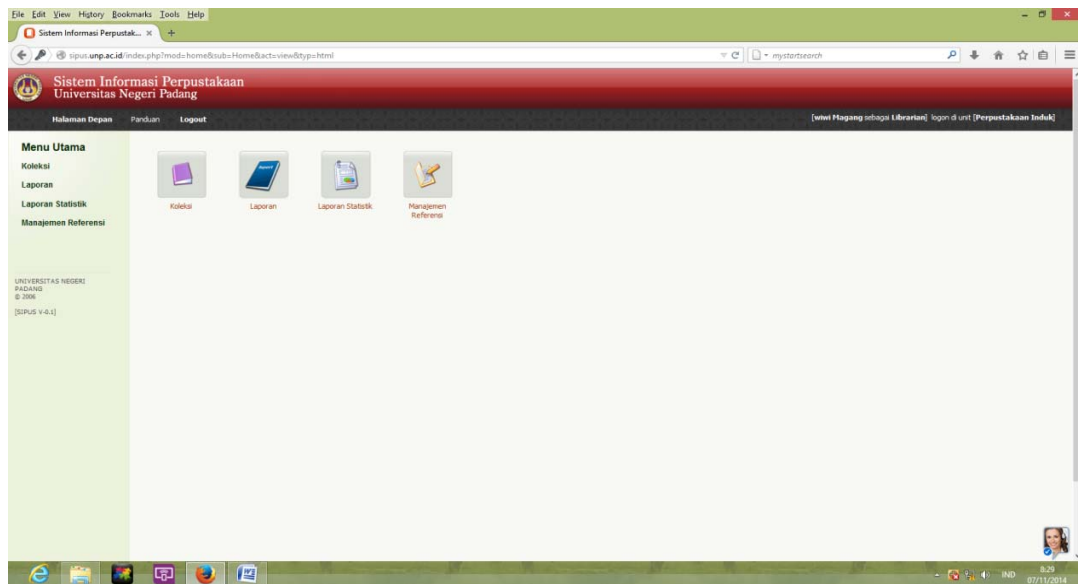 File Edit View History Bookmarks Tools Help
Sistem Informasi Perpustak... × +
sipus.unp.ac.id/index.php?mod=home&sub=Home&act=view&typ=html
mystartsearch
Sistem Informasi Perpustakaan
Universitas Negeri Padang
Halaman Depan Panduan Logout
[wiwi Magang sebagai Librarian] logon di unit [Perpustakaan Induk]
Menu Utama
Koleksi
Laporan
Laporan Statistik
Manajemen Referensi
Koleksi
Laporan
Laporan Statistik
Manajemen
Referensi
UNIVERSITAS NEGERI
PADANG
© 2006
[SIPUS V-0.1]
IND
8:29
07/11/2014